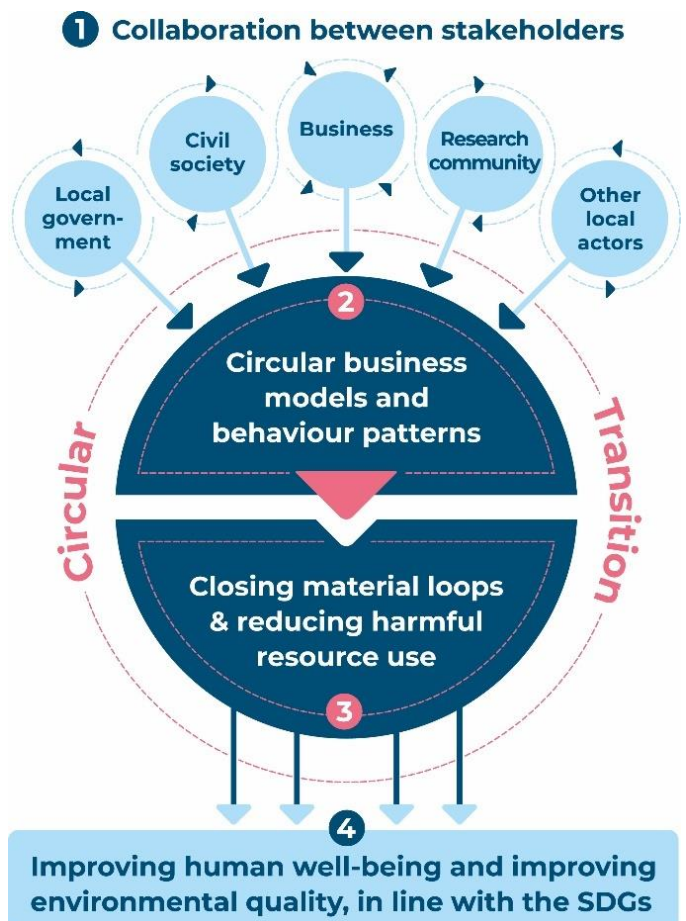 1 Collaboration between stakeholders
Local
govern-
ment
Civil
society
Business
Research
community
Other
local
actors
Circular
Transition
2
Circular business
models and
behaviour patterns
Closing material loops
& reducing harmful
resource use
3
4
Improving human well-being and improving
environmental quality, in line with the SDGs